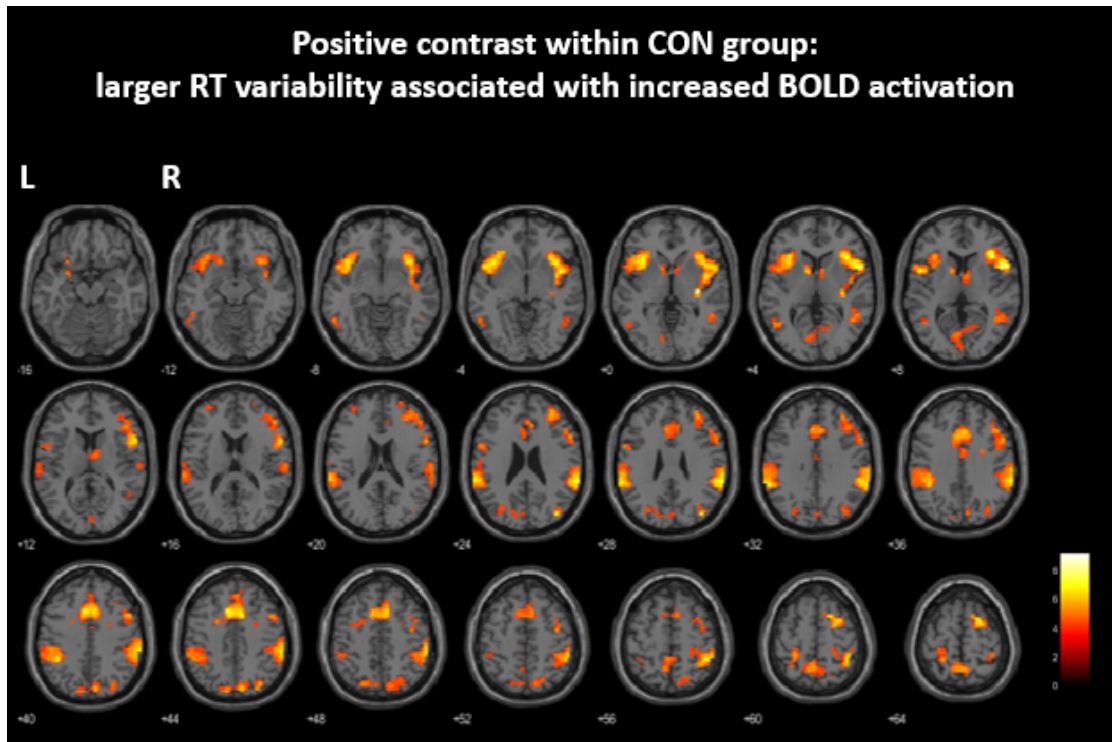 Positive contrast within CON group:
larger RT variability associated with increased BOLD activation
L R
-16 -12 -8 -4 +0 +4 +8
+12 +16 +20 +24 +28 +32 +36
8
6
4
2
0
+40 +44 +48 +52 +56 +60 +64